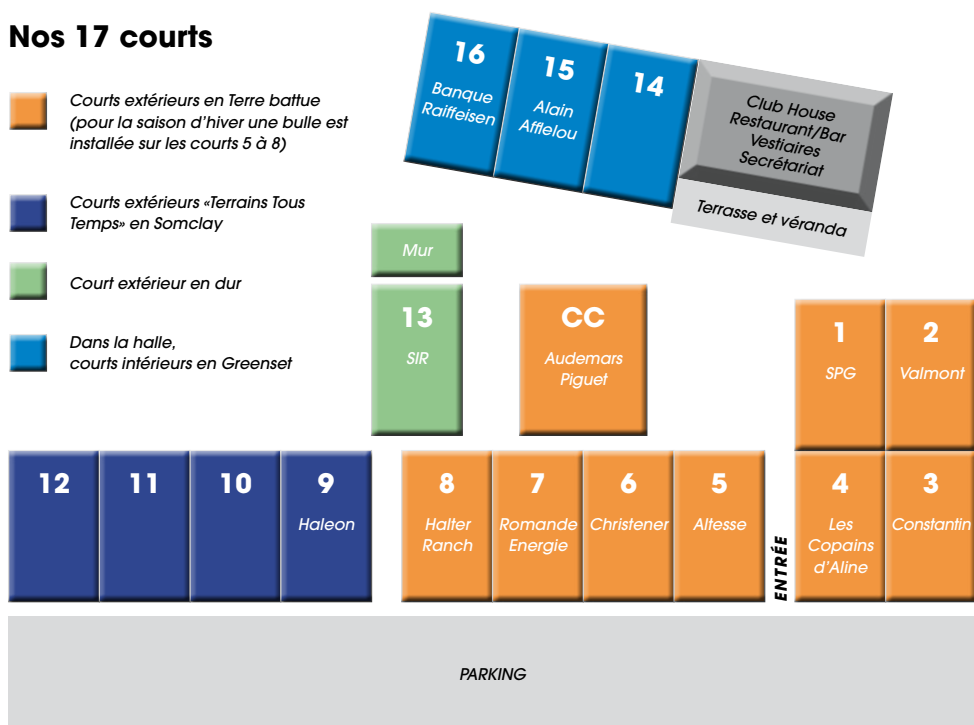 Nos 17 courts
Courts extérieurs en Terre battue
(pour la saison d'hiver une bulle est
installée sur les courts 5 à 8)
Courts extérieurs «Terrains Tous
Temps» en Somclay
Court extérieur en dur
Dans la halle,
courts intérieurs en Greenset
16
Banque
Raiffeisen
15
Alain
Afflelou
14
Club House
Restaurant/Bar
Vestiaires
Secrétariat
Terrasse et véranda
Mur
13
SIR
CC
Audemars
Piguet
1
SPG
2
Valmont
12
11
10
9
Haleon
8
Halter
Ranch
7
Romande
Energie
6
Christener
5
Altesse
ENTRÉE
4
Les
Copains
d'Aline
3
Constantin
PARKING